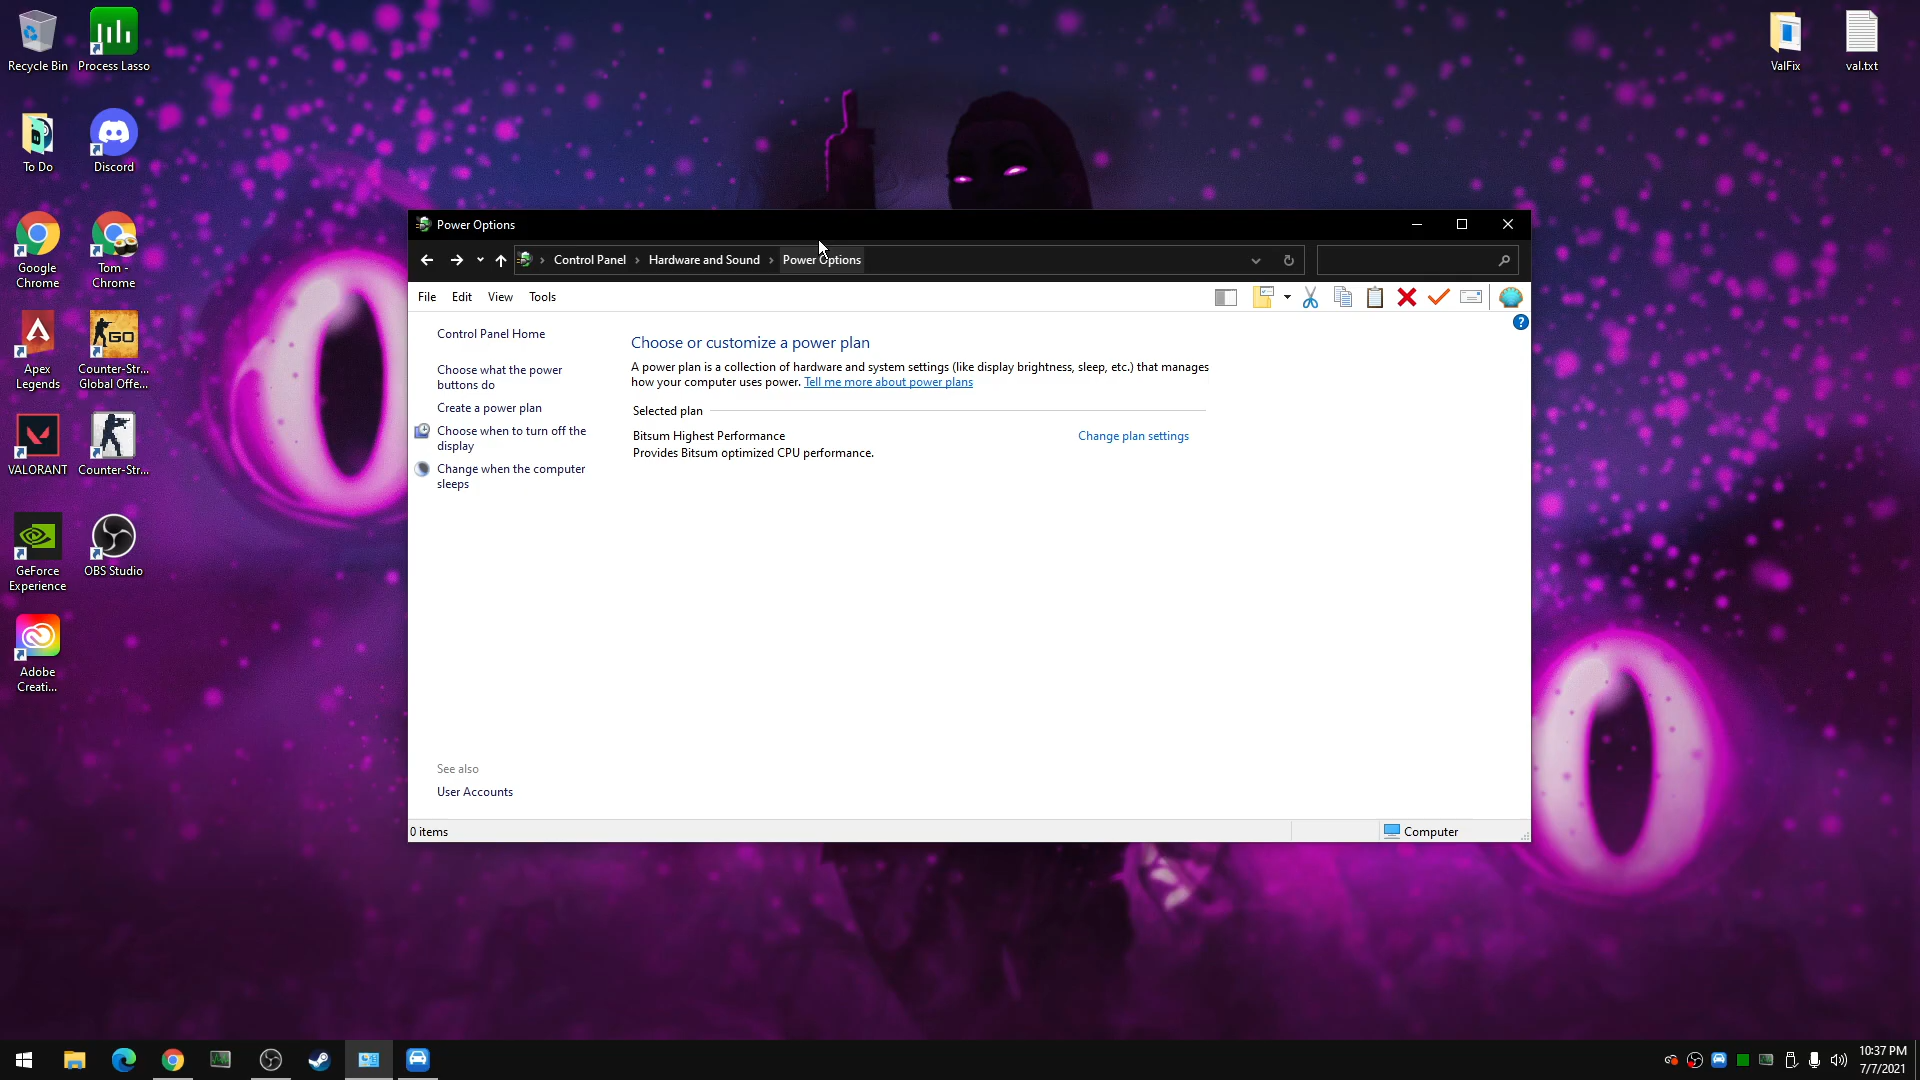 Recycle Bin
Process Lasso
To Do
Discord
Google
Chrome
Tom -
Chrome
Apex
Legends
Counter-Str...
Global Offe...
VALORANT
Counter-Str...
GeForce
Experience
OBS Studio
Adobe
Creati...
ValFix
val.txt
Power Options
Control Panel
Hardware and Sound
Power Options
File
Edit
View
Tools
Control Panel Home
Choose what the power
buttons do
Create a power plan
Choose when to turn off the
display
Change when the computer
sleeps
See also
User Accounts
Choose or customize a power plan
A power plan is a collection of hardware and system settings (like display brightness, sleep, etc.) that manages
how your computer uses power. Tell me more about power plans
Selected plan
Bitsum Highest Performance
Change plan settings
Provides Bitsum optimized CPU performance.
0 items
Computer
10:37 PM
7/7/2021